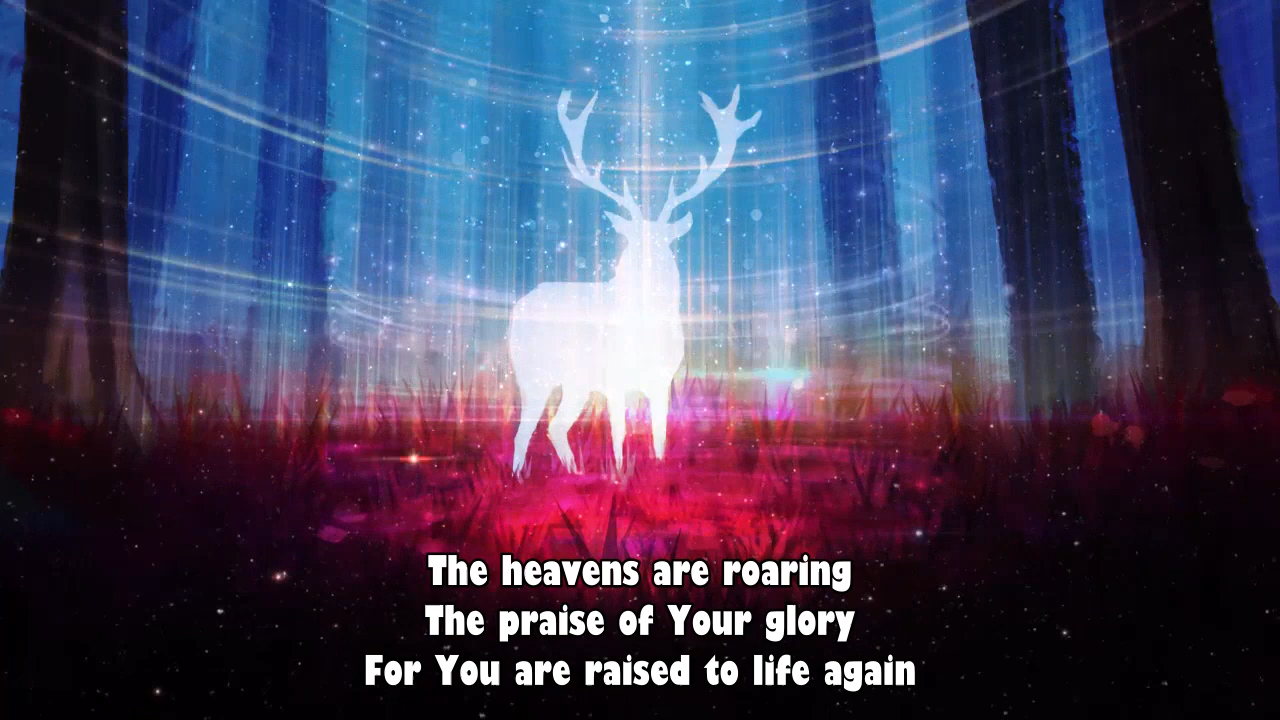 The heavens are roaring
The praise of Your glory
For You are raised to life again